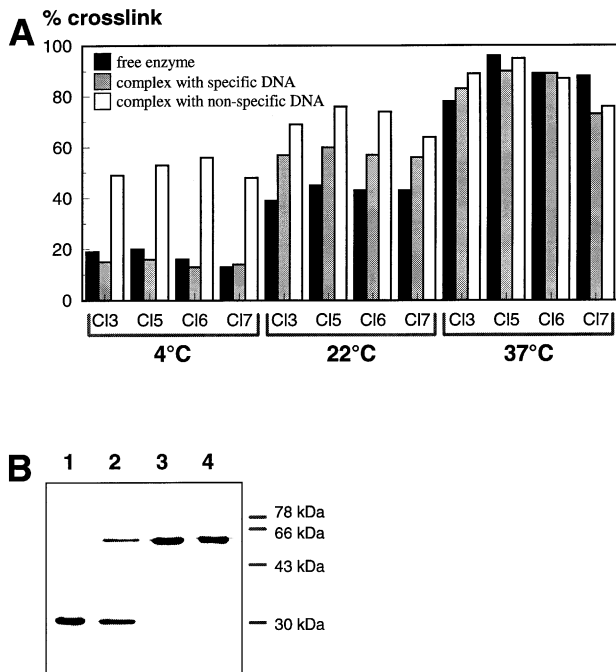 A
% crosslink
100
80
60
40
20
0
free enzyme
complex with specific DNA
complex with non-specific DNA
Cl3 Cl5 Cl6 Cl7 Cl3 Cl5 Cl6 Cl7 Cl3 Cl5 Cl6 Cl7
4°C 22°C 37°C
B
1 2 3 4
78 kDa
66 kDa
43 kDa
30 kDa